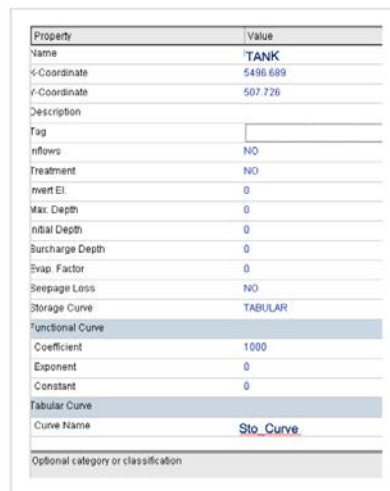 Property Value
Name TANK
X-Coordinate 5496.689
Y-Coordinate 507.726
Description
Tag
Inflows NO
Treatment NO
Invert El. 0
Max. Depth 0
Initial Depth 0
Surcharge Depth 0
Evap. Factor 0
Seepage Loss NO
Storage Curve TABULAR
Functional Curve
Coefficient 1000
Exponent 0
Constant 0
Tabular Curve
Curve Name Sto_Curve
Optional category or classification